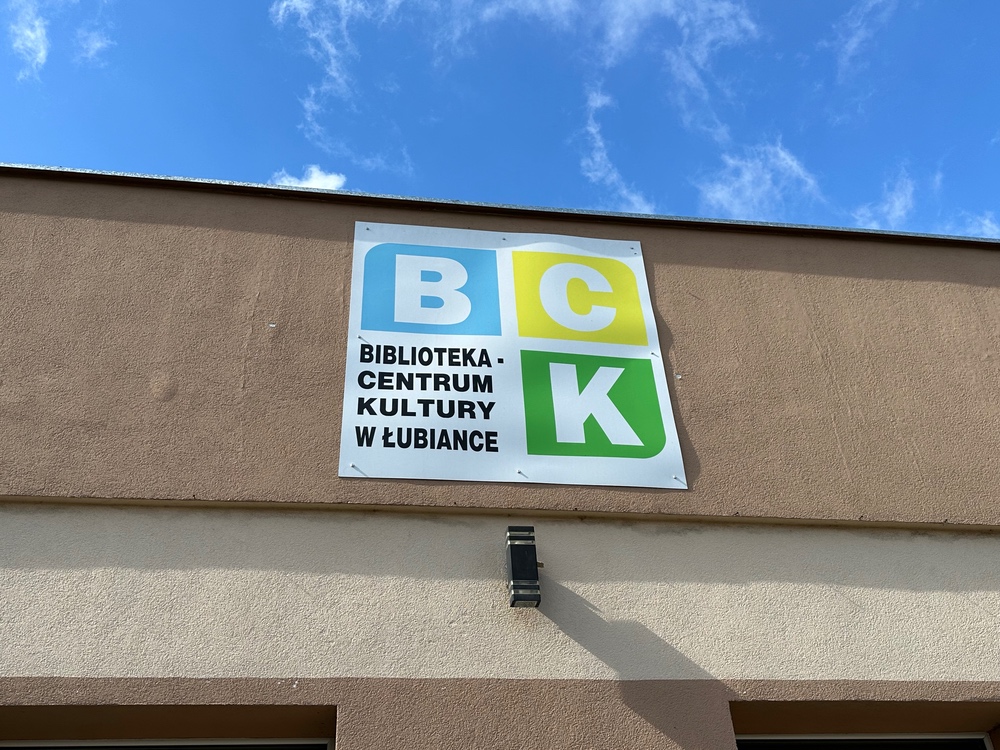 B C
K
BIBLIOTEKA -
CENTRUM
KULTURY
W ŁUBIANCE